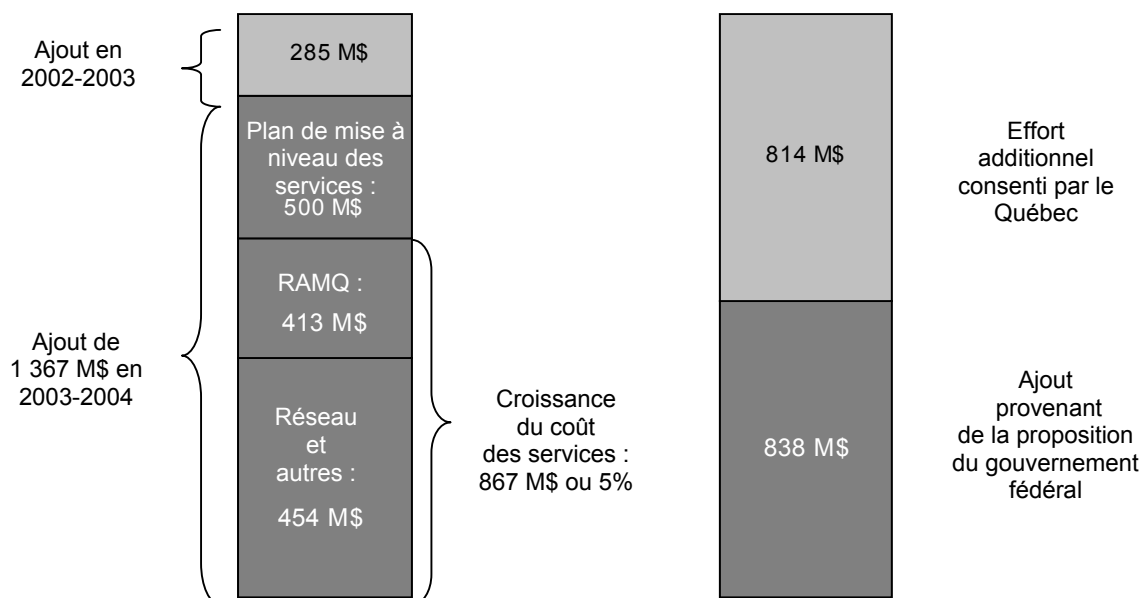 Ajout en
2002-2003
285 M$
Plan de mise à
niveau des
services :
500 M$
RAMQ :
413 M$
Ajout de
1 367 M$ en
2003-2004
Réseau
et
autres :
454 M$
Croissance
du coût
des services :
867 M$ ou 5%
814 M$
Effort
additionnel
consenti par le
Québec
838 M$
Ajout
provenant
de la proposition
du gouvernement
fédéral